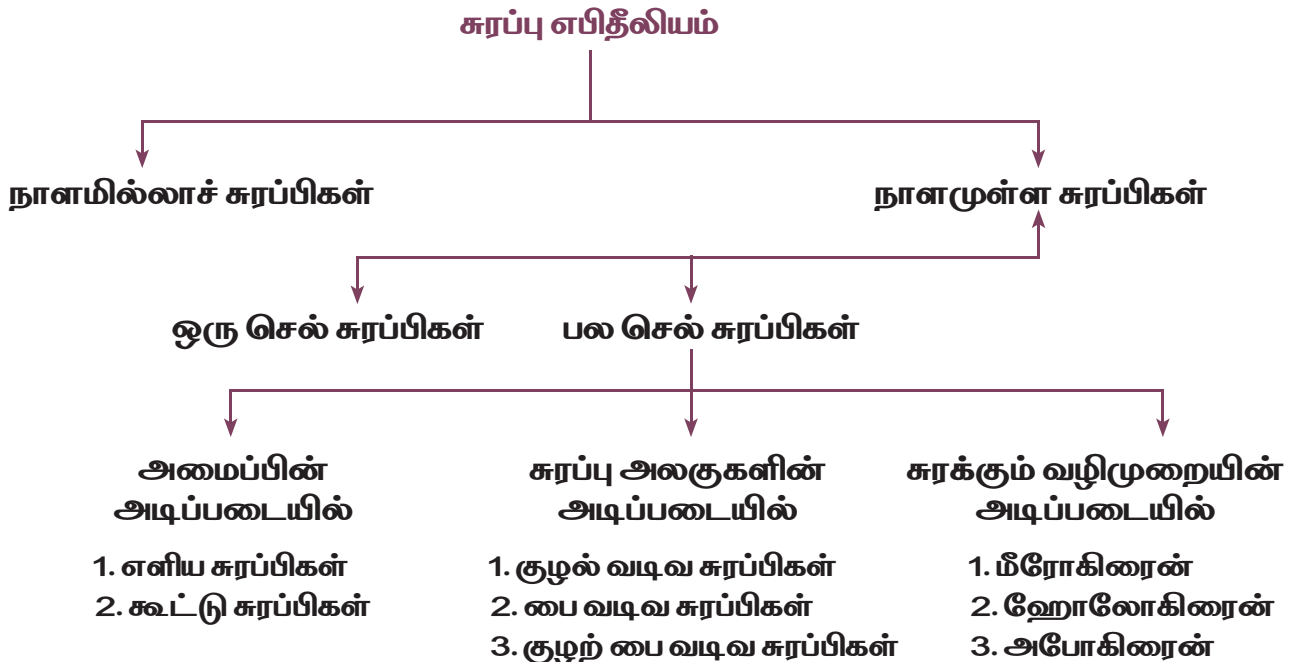 சுரப்பு எபிதீலியம்
நாளமில்லாச் சுரப்பிகள்
நாளமுள்ள சுரப்பிகள்
ஒரு செல் சுரப்பிகள்
பல செல் சுரப்பிகள்
அமைப்பின்
அடிப்படையில்
1. எளிய சுரப்பிகள்
2. கூட்டு சுரப்பிகள்
சுரப்பு அலகுகளின்
அடிப்படையில்
1. குழல் வடிவ சுரப்பிகள்
2. பை வடிவ சுரப்பிகள்
3. குழற் பை வடிவ சுரப்பிகள்
சுரக்கும் வழிமுறையின்
அடிப்படையில்
1. மீரோகிரைன்
2. ஹோலோகிரைன்
3. அபோகிரைன்